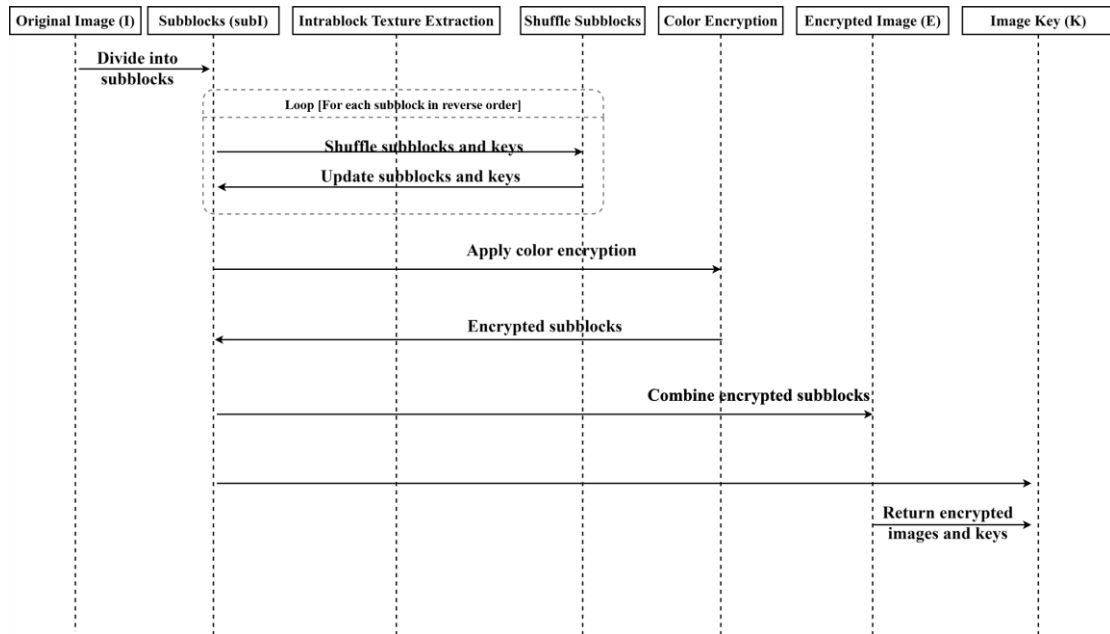 Original Image (I)
Subblocks (subI)
Intrablock Texture Extraction
Shuffle Subblocks
Color Encryption
Encrypted Image (E)
Image Key (K)
Divide into
subblocks
Loop [For each subblock in reverse order]
Shuffle subblocks and keys
Update subblocks and keys
Apply color encryption
Encrypted subblocks
Combine encrypted subblocks
Return encrypted
images and keys